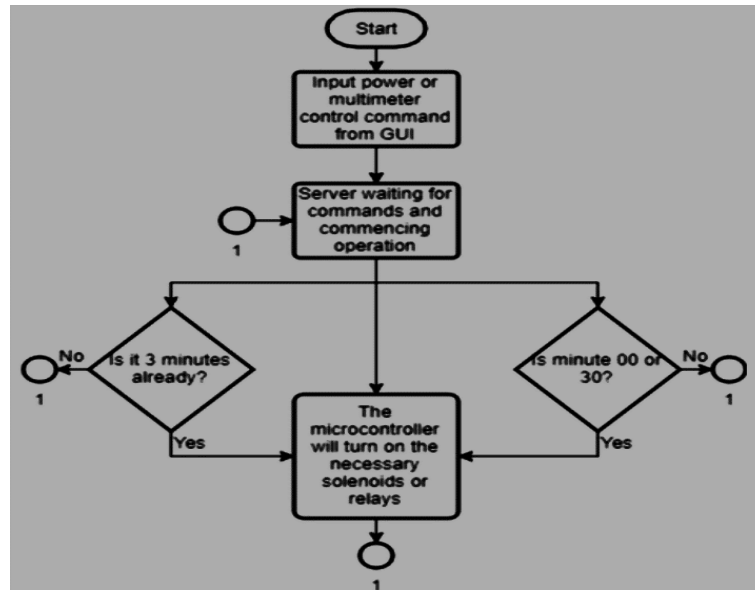 Start
Input power or
multimeter
control command
from GUI
Server waiting for
commands and
commencing
operation
1
Is it 3 minutes
already?
No
1
Yes
Is minute 00 or
30?
No
1
Yes
The
microcontroller
will turn on the
necessary
solenoids or
relays
1